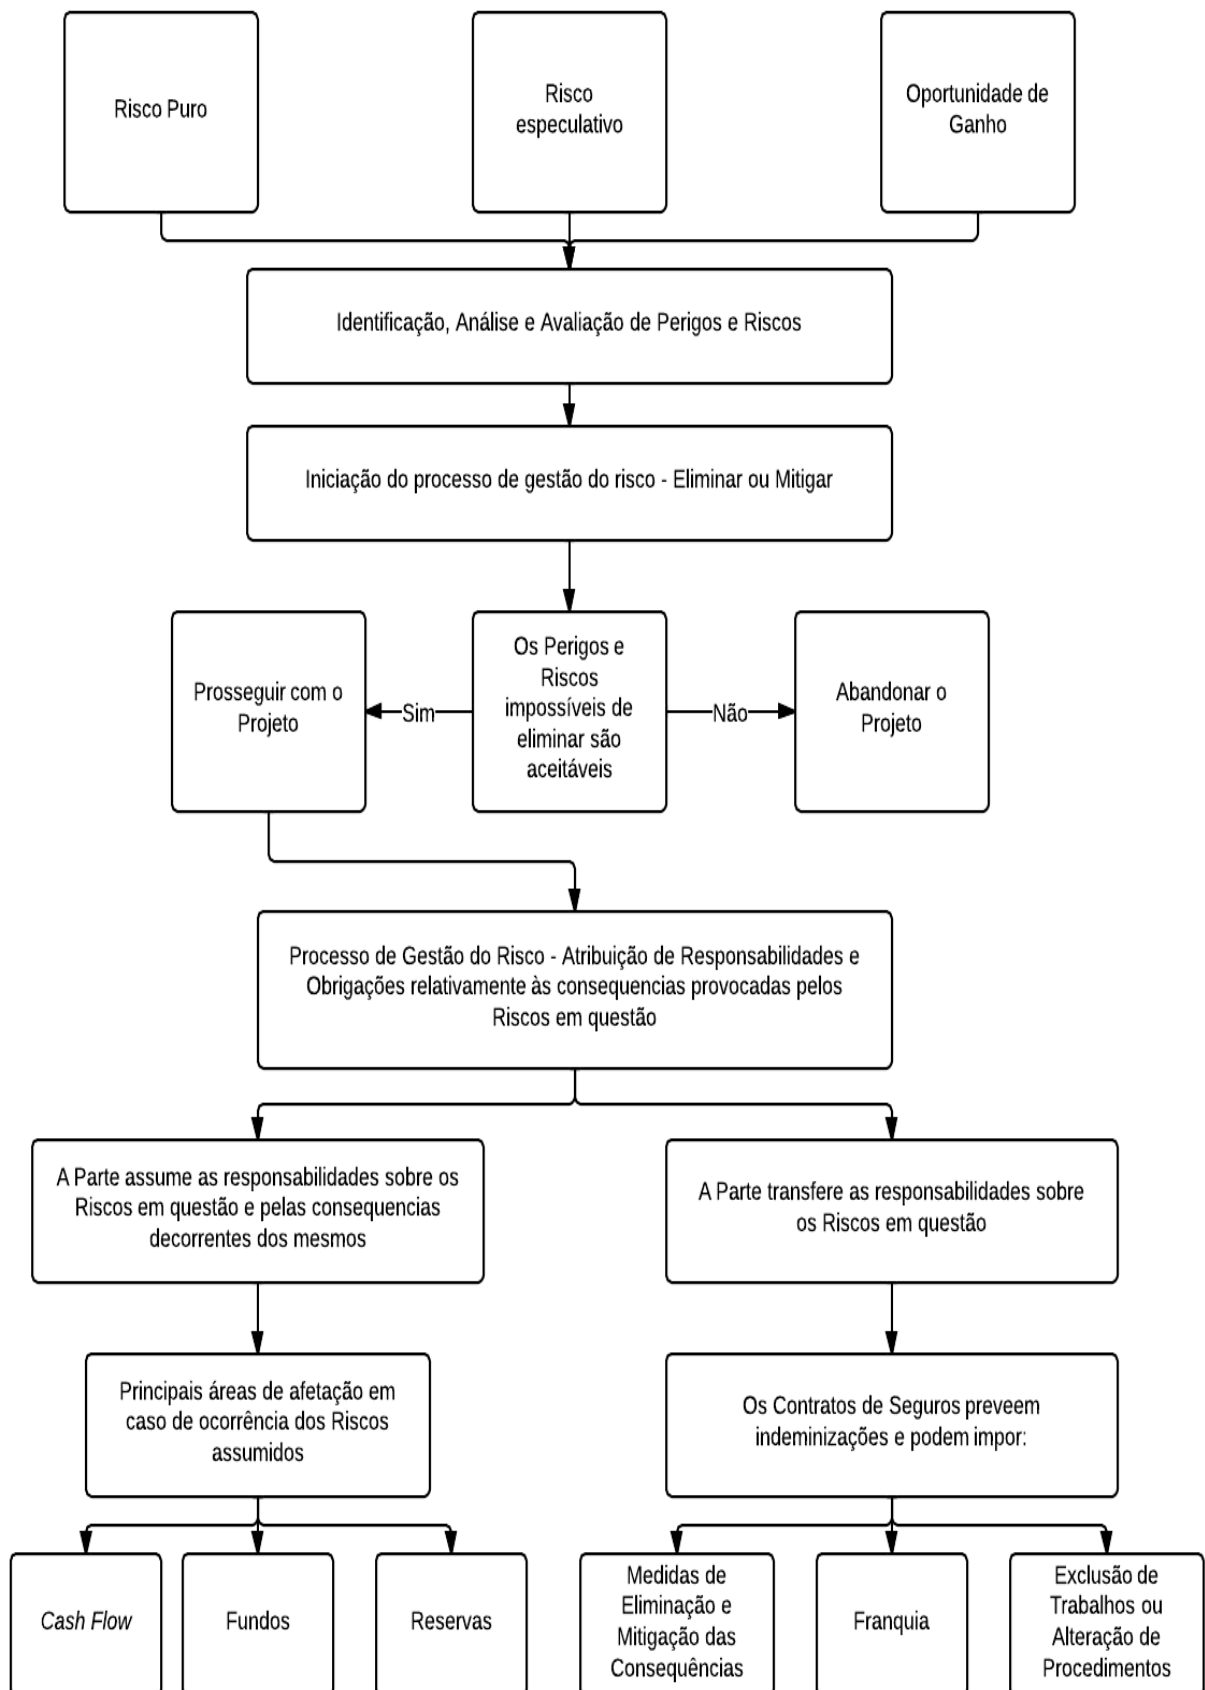 Risco Puro
Risco
especulativo
Oportunidade de
Ganho
Identificação, Análise e Avaliação de Perigos e Riscos
Iniciação do processo de gestão do risco - Eliminar ou Mitigar
Prosseguir com o
Projeto
Sim
Os Perigos e
Riscos
impossíveis de
eliminar são
aceitáveis
Não
Abandonar o
Projeto
Processo de Gestão do Risco - Atribuição de Responsabilidades e
Obrigações relativamente às consequencias provocadas pelos
Riscos em questão
A Parte assume as responsabilidades sobre os
Riscos em questão e pelas consequencias
decorrentes dos mesmos
A Parte transfere as responsabilidades sobre
os Riscos em questão
Principais áreas de afetação em
caso de ocorrência dos Riscos
assumidos
Os Contratos de Seguros preveem
indeminizações e podem impor:
Cash Flow
Fundos
Reservas
Medidas de
Eliminação e
Mitigação das
Consequências
Franquia
Exclusão de
Trabalhos ou
Alteração de
Procedimentos